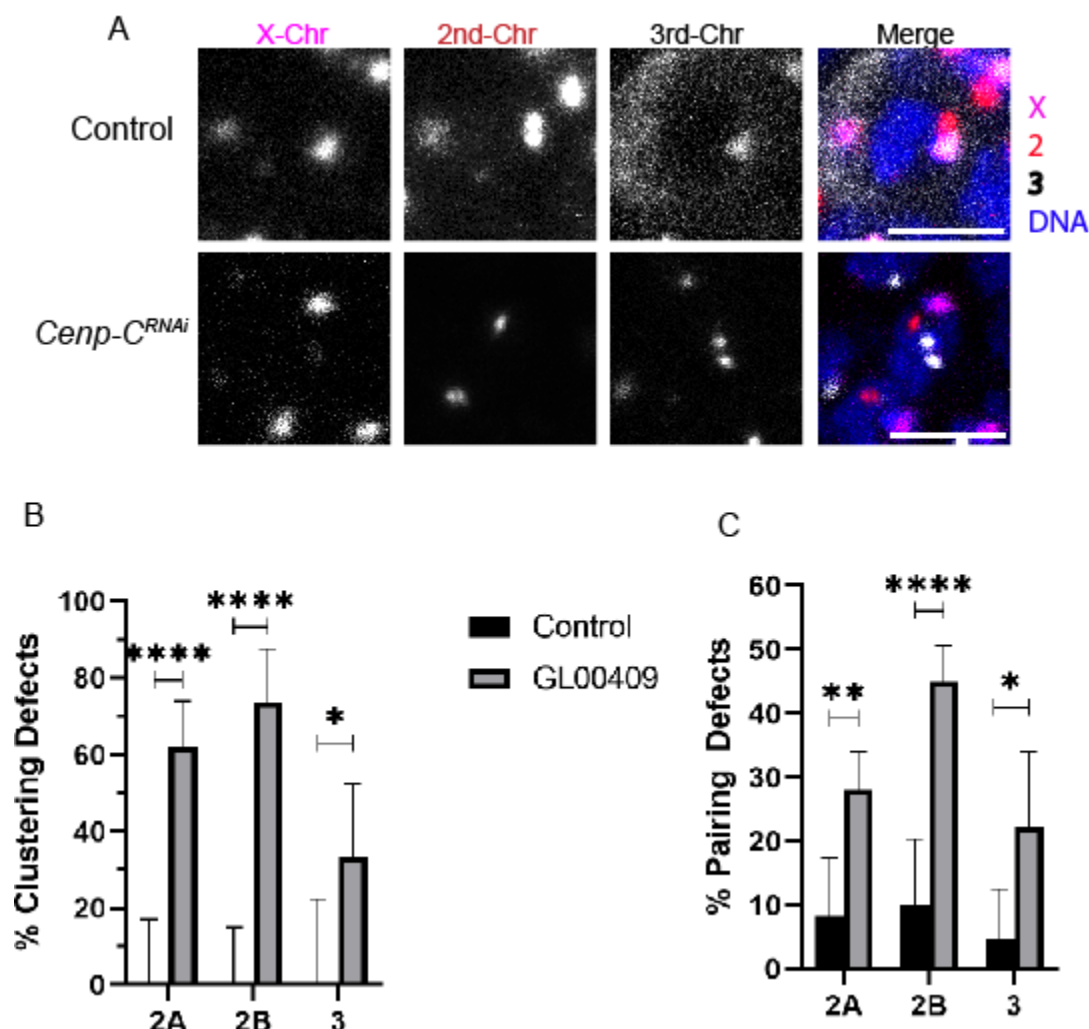 A
X-Chr 2nd-Chr 3rd-Chr Merge
Control
X
2
3
DNA
Cenp-C^RNAi
B
C
% Clustering Defects
100
80
60
40
20
0
****
****
*
2A 2B 3
Control
GL00409
% Pairing Defects
60
50
40
30
20
10
0
**
****
*
2A 2B 3